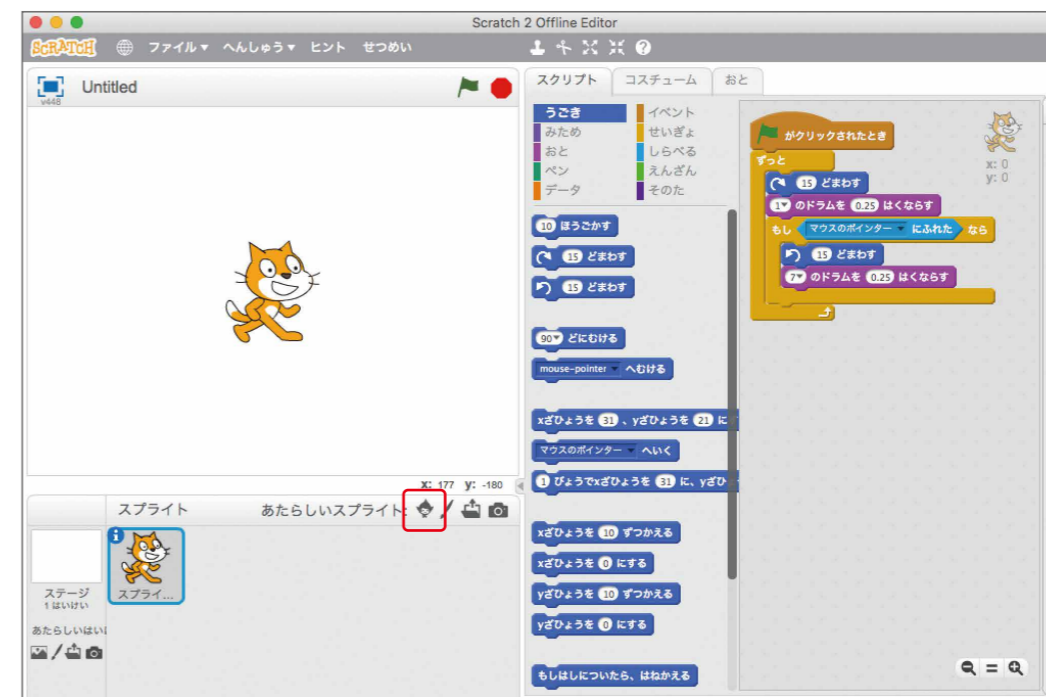 Scratch 2 Offline Editor
SCRATCH ファイル▼ へんしゅう▼ ヒント せつめい
v448 Untitled
x: 177 y: -180
スプライト あたらしいスプライト:
スプライ...
ステージ
1 はいけい
あたらしいはい
スクリプト コスチューム おと
うごき イベント
みため せいぎょ
おと しらべる
ペン えんざん
データ そのた
10 ほうごかす
15 どまわす
15 どまわす
90▼ どにむける
mouse-pointer へむける
xざひょうを 31 、yざひょうを 21 に
マウスのポインター へいく
1 びょうでxざひょうを 31 に、yざひ
xざひょうを 10 ずつかえる
xざひょうを 0 にする
yざひょうを 10 ずつかえる
yざひょうを 0 にする
もしはしについたら、はねかえる
がクリックされたとき
ずっと
15 どまわす
1▼ のドラムを 0.25 はくならす
もし マウスのポインター にふれた なら
15 どまわす
7▼ のドラムを 0.25 はくならす
x: 0
y: 0